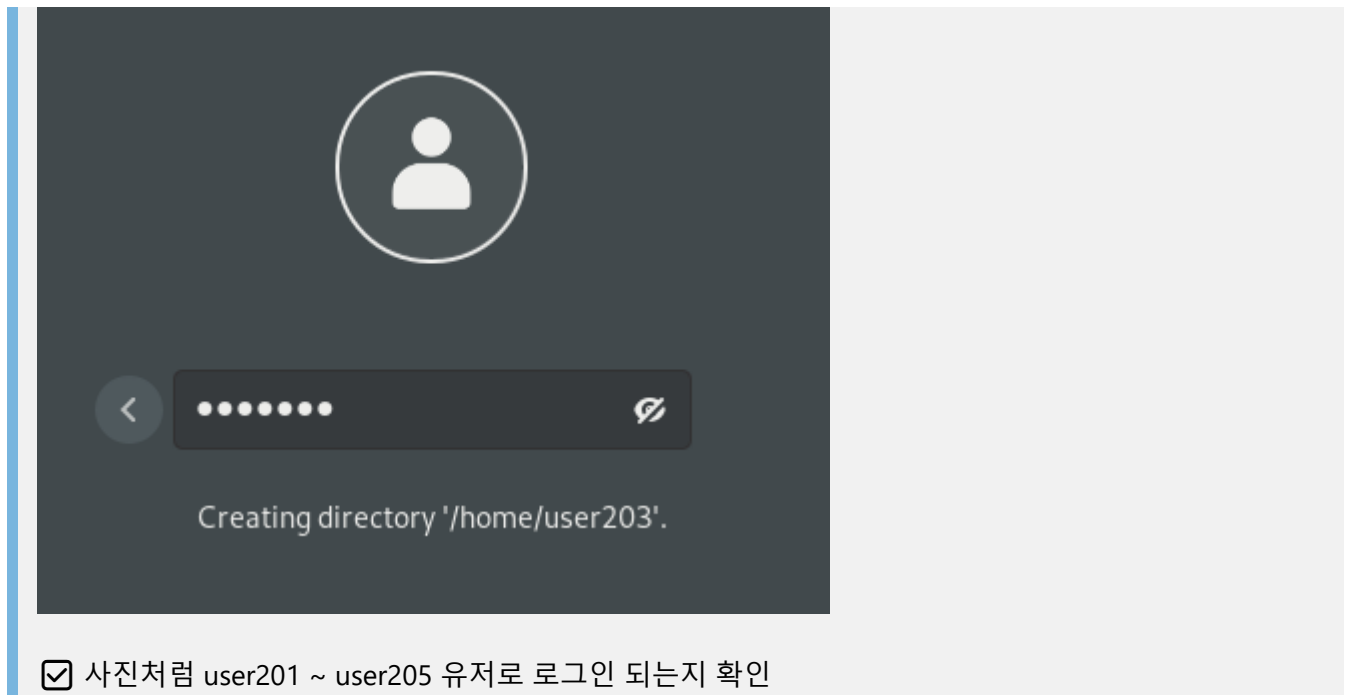 Creating directory '/home/user203'.
사진처럼 user201 ~ user205 유저로 로그인 되는지 확인